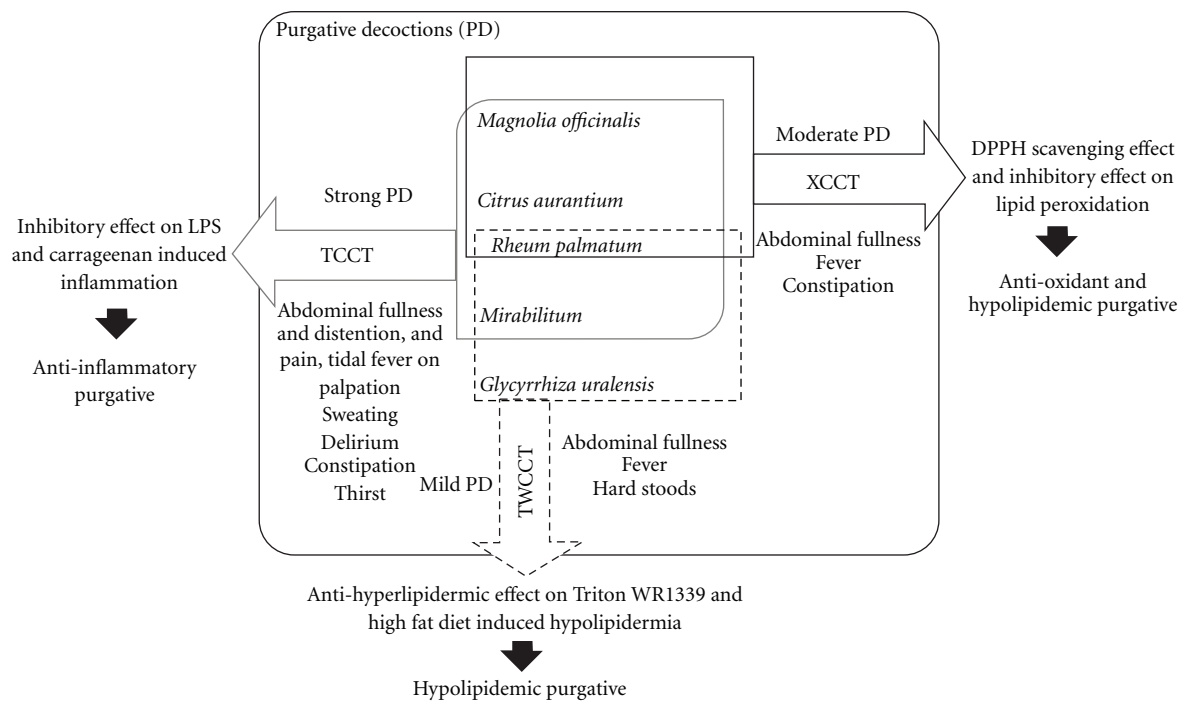 Purgative decoctions (PD)
Magnolia officinalis
Citrus aurantium
Rheum palmatum
Mirabilitum
Glycyrrhiza uralensis
Strong PD
TCCT
Abdominal fullness
and distention, and
pain, tidal fever on
palpation
Sweating
Delirium
Constipation
Thirst
Inhibitory effect on LPS
and carrageenan induced
inflammation
Anti-inflammatory
purgative
Moderate PD
XCCT
Abdominal fullness
Fever
Constipation
DPPH scavenging effect
and inhibitory effect on
lipid peroxidation
Anti-oxidant and
hypolipidemic purgative
Mild PD
TWCCT
Abdominal fullness
Fever
Hard stoods
Anti-hyperlipidermic effect on Triton WR1339 and
high fat diet induced hypolipidermia
Hypolipidemic purgative